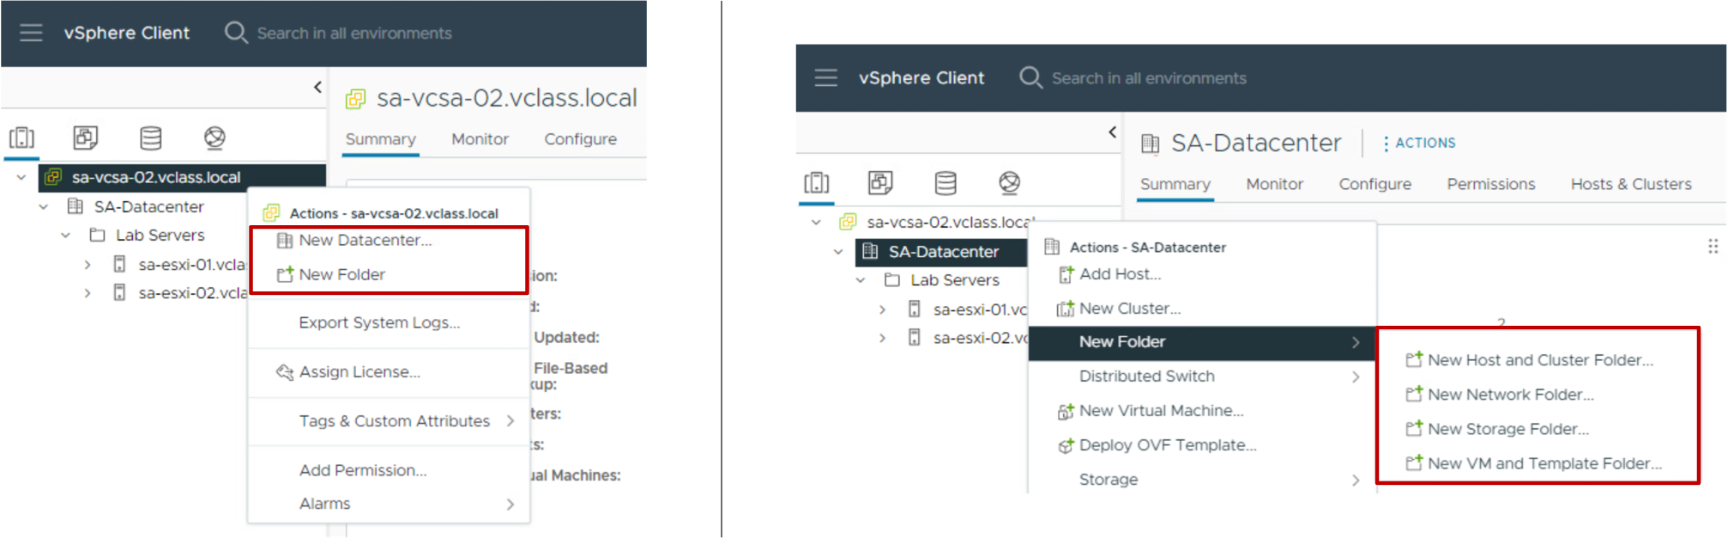 vSphere Client
Search in all environments
sa-vcsa-02.vclass.local
Summary Monitor Configure
sa-vcsa-02.vclass.local
SA-Datacenter
Lab Servers
sa-esxi-01.vcla
sa-esxi-02.vcla
Actions - sa-vcsa-02.vclass.local
New Datacenter...
New Folder
Export System Logs...
Assign License...
Tags & Custom Attributes
Add Permission...
Alarms
ion:
d:
Updated:
File-Based
kup:
ters:
s:
ual Machines:
vSphere Client
Search in all environments
SA-Datacenter
ACTIONS
Summary Monitor Configure Permissions Hosts & Clusters
sa-vcsa-02.vclass.local
SA-Datacenter
Lab Servers
sa-esxi-01.vc
sa-esxi-02.v
Actions - SA-Datacenter
Add Host...
New Cluster...
New Folder
Distributed Switch
New Virtual Machine...
Deploy OVF Template...
Storage
2
New Host and Cluster Folder...
New Network Folder...
New Storage Folder...
New VM and Template Folder...